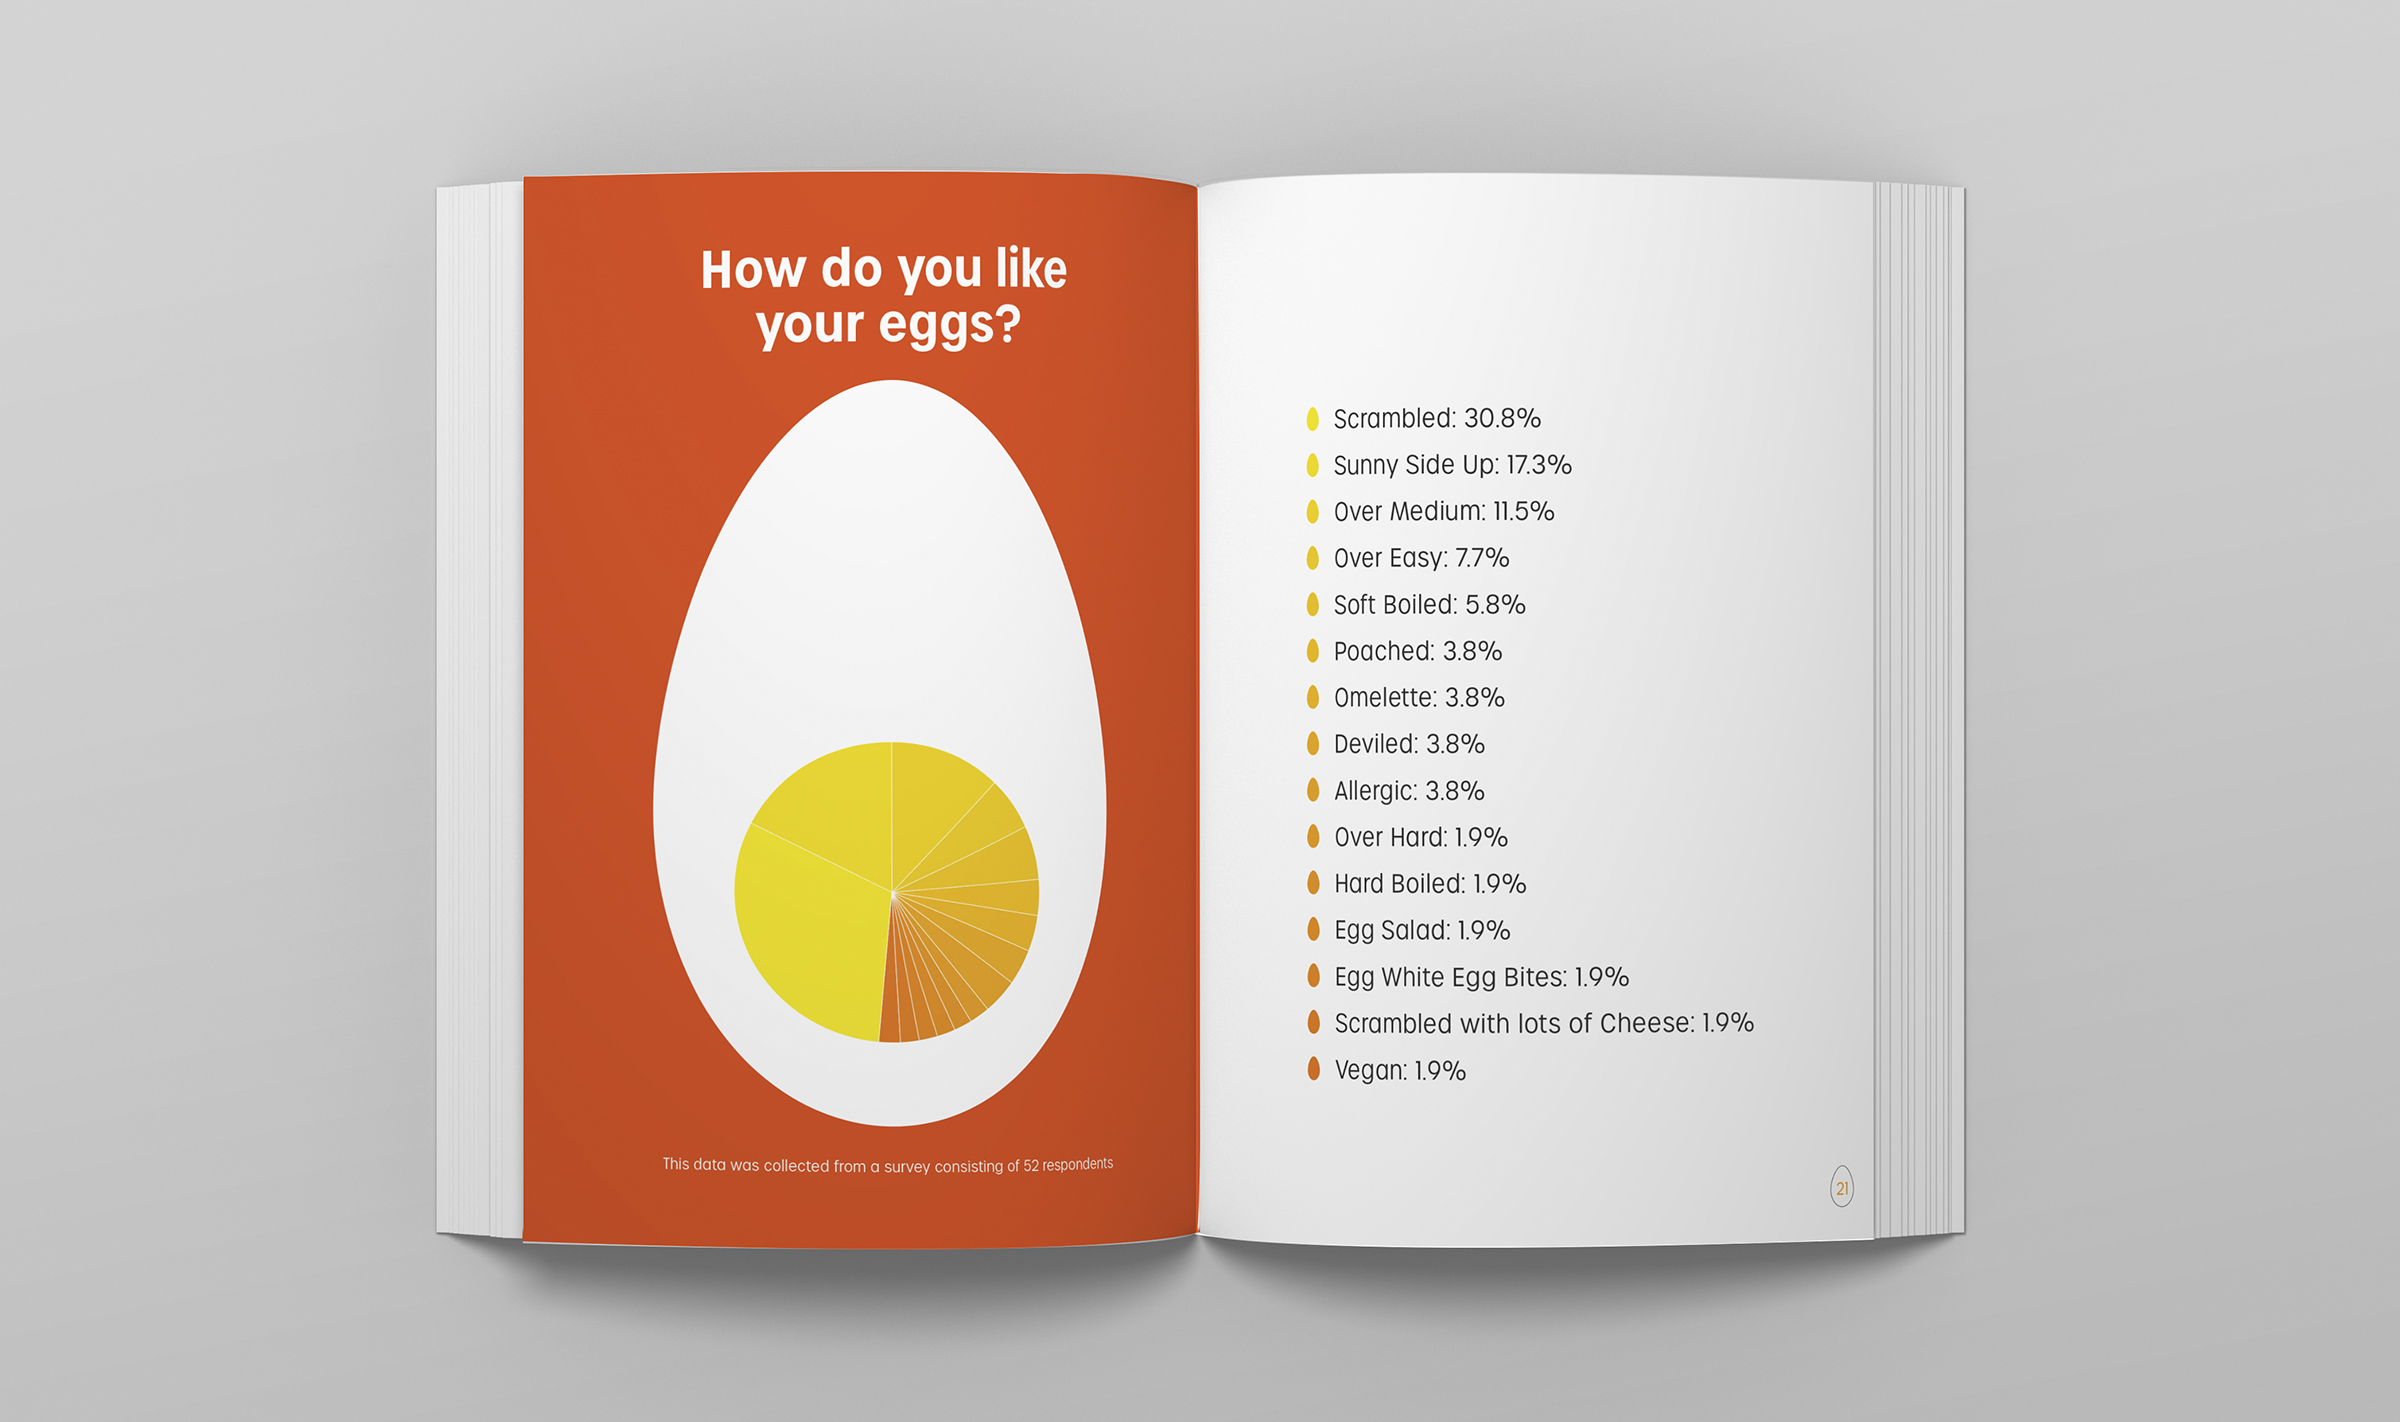 How do you like
your eggs?
This data was collected from a survey consisting of 52 respondents
Scrambled: 30.8%
Sunny Side Up: 17.3%
Over Medium: 11.5%
Over Easy: 7.7%
Soft Boiled: 5.8%
Poached: 3.8%
Omelette: 3.8%
Deviled: 3.8%
Allergic: 3.8%
Over Hard: 1.9%
Hard Boiled: 1.9%
Egg Salad: 1.9%
Egg White Egg Bites: 1.9%
Scrambled with lots of Cheese: 1.9%
Vegan: 1.9%
21